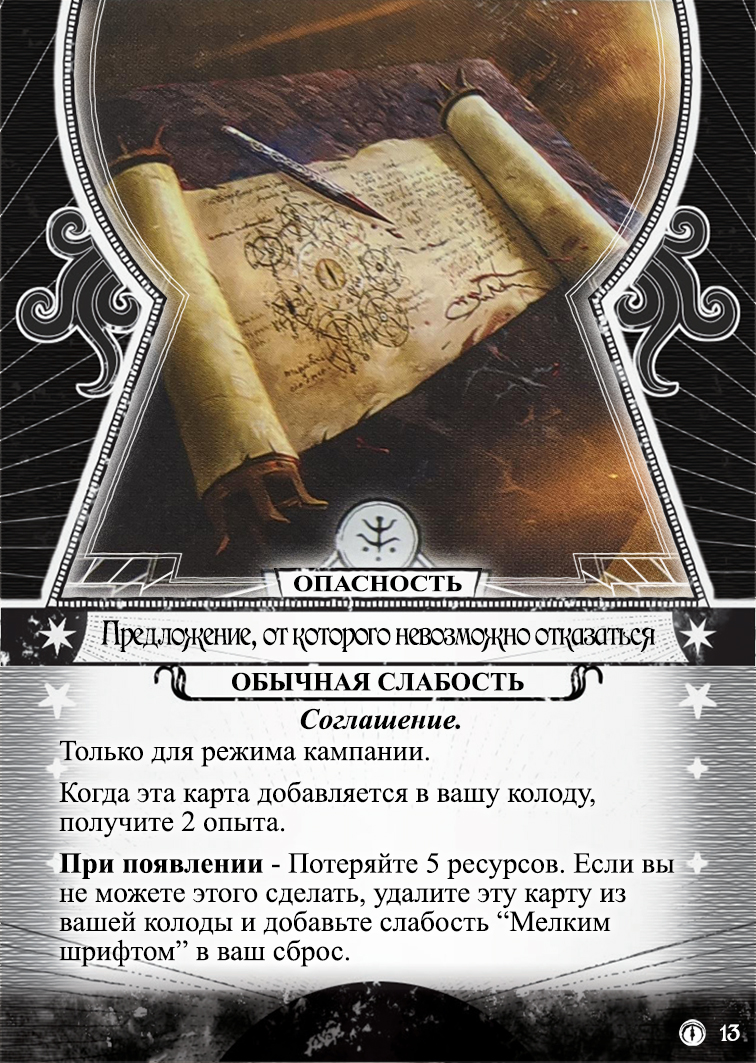 ОПАСНОСТЬ
Предложение, от которого невозможно отказаться
ОБЫЧНАЯ СЛАБОСТЬ
Соглашение.
Только для режима кампании.
Когда эта карта добавляется в вашу колоду,
получите 2 опыта.
При появлении - Потеряйте 5 ресурсов. Если вы
не можете этого сделать, удалите эту карту из
вашей колоды и добавьте слабость “Мелким
шрифтом” в ваш сброс.
13